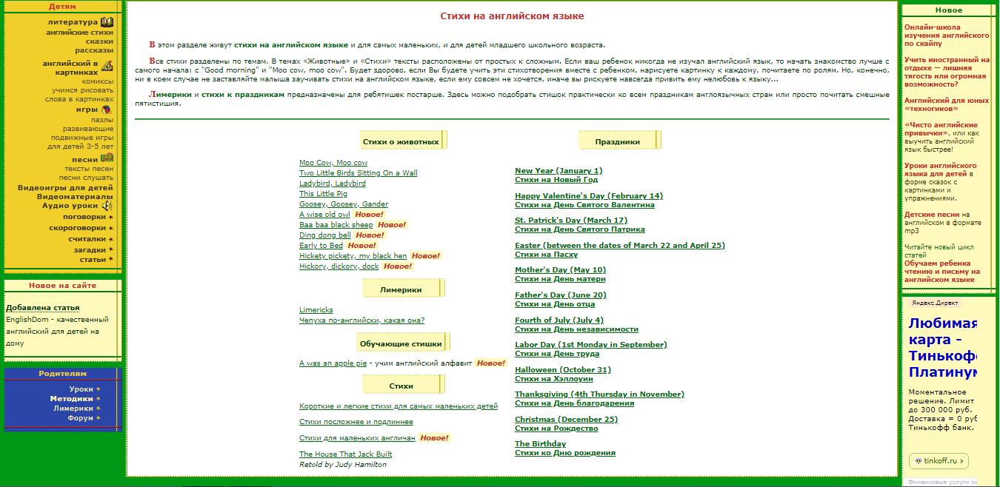 Детям
литература
английские стихи
сказки
рассказы
английский в
картинках
комиксы
учимся рисовать
слова в картинках
игры
пазлы
развивающие
подвижные игры
для детей 3-5 лет
песни
тексты песен
песни слушать
Видеоигры для детей
Видеоматериалы
Аудио уроки
поговорки
скороговорки
считалки
загадки
статьи
Новое на сайте
Добавлена статья
EnglishDom - качественный
английский для детей на
дому
Родителям
Уроки
Методики
Лимерики
Форум
Стихи на английском языке
В этом разделе живут стихи на английском языке и для самых маленьких, и для детей младшего школьного возраста.
Все стихи разделены по темам. В темах «Животные» и «Стихи» тексты расположены от простых к сложным. Если ваш ребенок никогда не изучал английский язык, то начать знакомство лучше с
самого начала: с "Good morning" и "Moo cow, moo cow". Будет здорово, если Вы будете учить эти стихотворения вместе с ребенком, нарисуете картинку к каждому, почитаете по ролям. Но, конечно,
ни в коем случае не заставляйте малыша заучивать стихи на английском языке, если ему совсем не хочется, иначе вы рискуете навсегда привить ему нелюбовь к языку...
Лимерики и стихи к праздникам предназначены для ребятишек постарше. Здесь можно подобрать стишок практически ко всем праздникам англоязычных стран или просто почитать смешные
пятистишия.
Стихи о животных
Moo Cow, Moo cow
Two Little Birds Sitting On a Wall
Ladybird, Ladybird
This Little Pig
Goosey, Goosey, Gander
A wise old owl Новое!
Baa baa black sheep Новое!
Ding dong bell Новое!
Early to Bed Новое!
Hickety pickety, my black hen Новое!
Hickory, dickory, dock Новое!
Лимерики
Limericks
Чепуха по-английски, какая она?
Обучающие стишки
A was an apple pie - учим английский алфавит Новое!
Стихи
Короткие и легкие стихи для самых маленьких детей
Стихи посложнее и подлиннее
Стихи для маленьких англичан Новое!
The House That Jack Built
Retold by Judy Hamilton
Праздники
New Year (January 1)
Стихи на Новый Год
Happy Valentine's Day (February 14)
Стихи на День Святого Валентина
St. Patrick's Day (March 17)
Стихи на День Святого Патрика
Easter (between the dates of March 22 and April 25)
Стихи на Пасху
Mother's Day (May 10)
Стихи на День матери
Father's Day (June 20)
Стихи на День отца
Fourth of July (July 4)
Стихи на День независимости
Labor Day (1st Monday in September)
Стихи на День труда
Halloween (October 31)
Стихи на Хэллоуин
Thanksgiving (4th Thursday in November)
Стихи на День благодарения
Christmas (December 25)
Стихи на Рождество
The Birthday
Стихи ко Дню рождения
Новое
Онлайн-школа
изучения английского
по скайпу
Учить иностранный на
отдыхе — лишняя
тягость или огромная
возможность?
Английский для юных
«техногиков»
«Чисто английские
привычки», или как
выучить английский
язык быстрее!
Уроки английского
языка для детей в
форме сказок с
картинками и
упражнениями.
Детские песни на
английском в формате
mp3
Читайте новый цикл
статей
Обучаем ребенка
чтению и письму на
английском языке
Яндекс.Директ
Любимая
карта –
Тинькоф
Платинум
Моментальное
решение. Лимит
до 300 000 руб.
Доставка = 0 руб
Тинькофф банк.
tinkoff.ru ›
Финансовые услуги